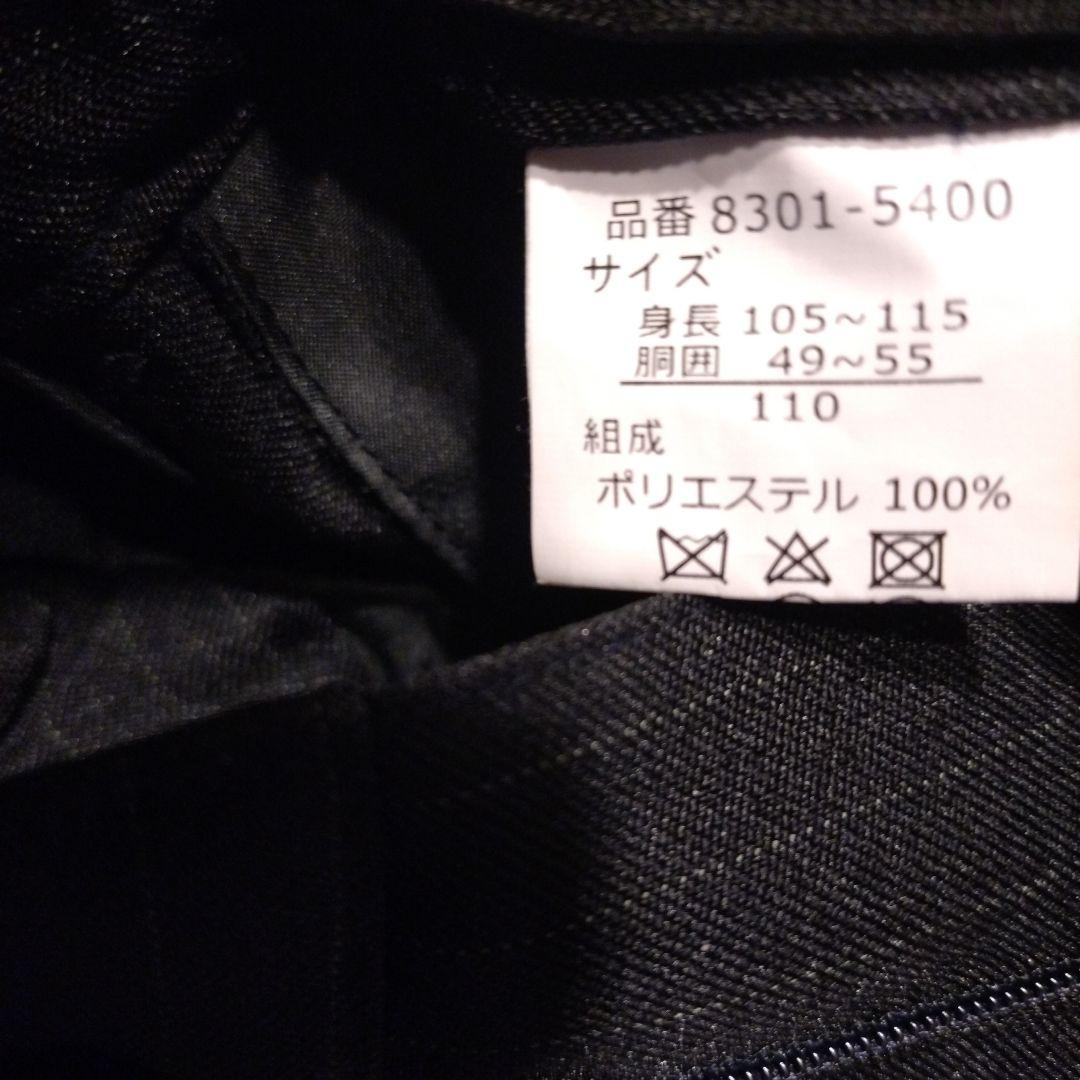 品番 8301-5400
サイズ
身長 105~115
胴囲 49~55
110
組成
ポリエステル 100%